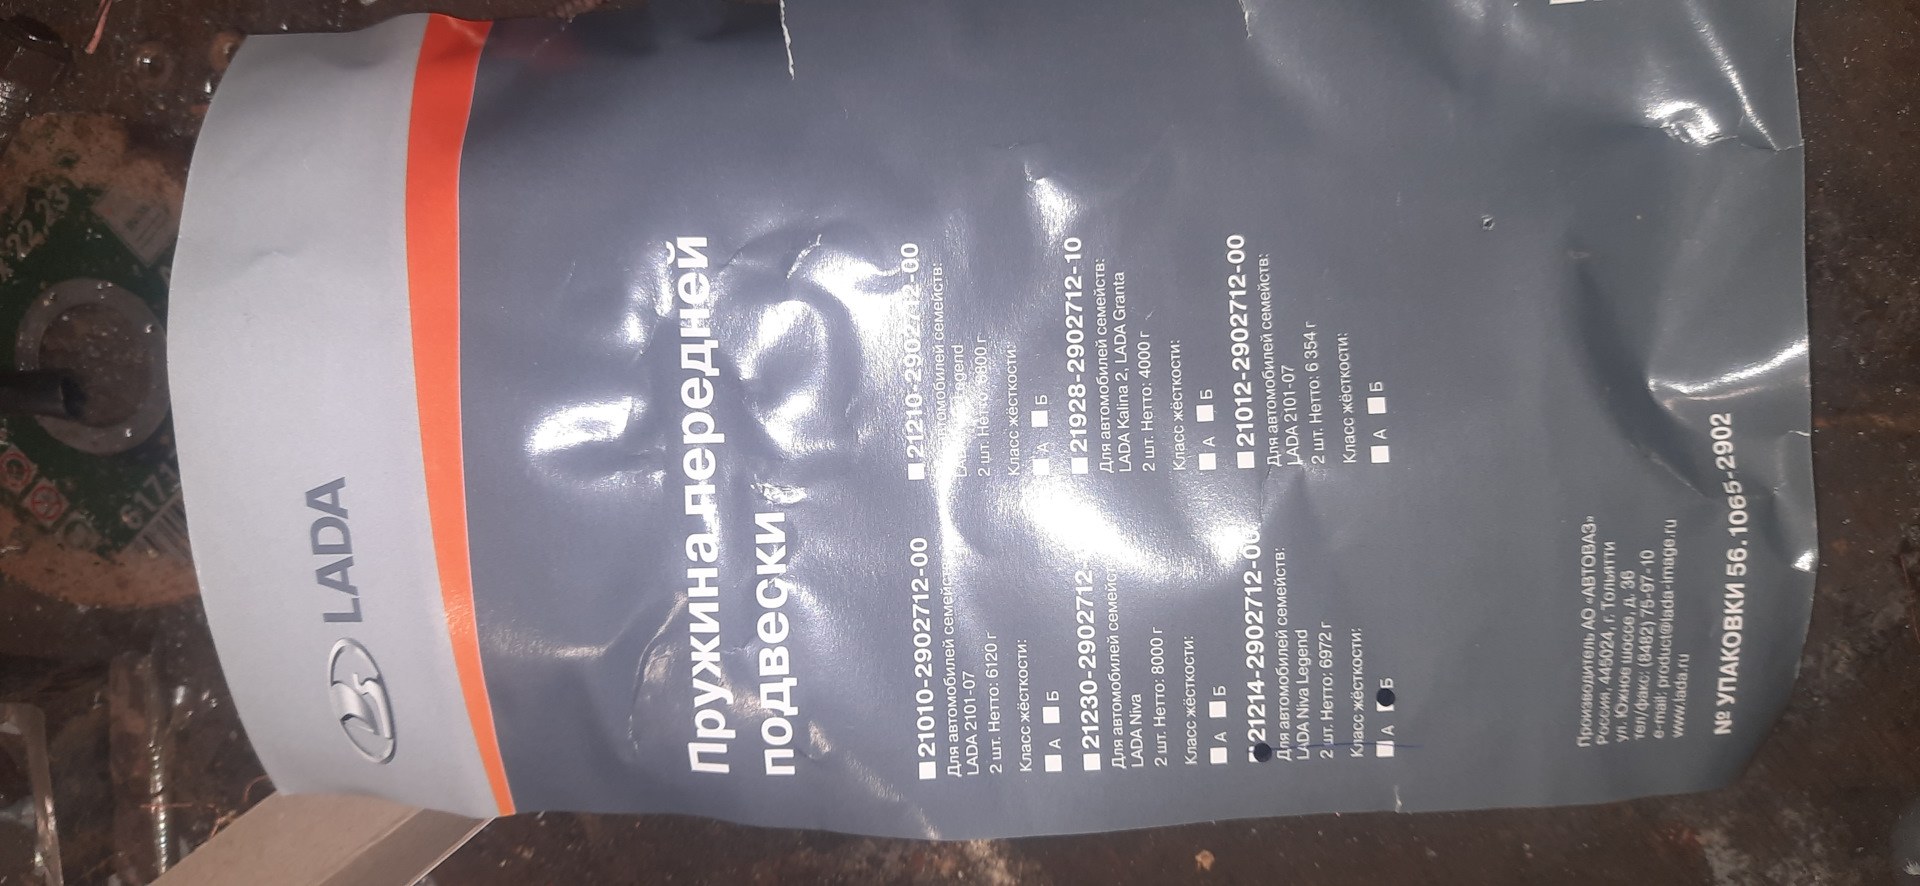 LADA
Пружина передней
подвески
21010-2902712-00
Для автомобилей семейств:
LADA 2101-07
2 шт. Нетто: 6120 г
Класс жёсткости:
А Б
21230-2902712-
Для автомобилей семейств:
LADA Niva
2 шт. Нетто: 8000 г
Класс жёсткости:
А Б
21214-2902712-00
Для автомобилей семейств:
LADA Niva Legend
2 шт. Нетто: 6972 г
Класс жёсткости:
А Б
21210-2902712-00
автомобилей семейств:
Legend
2 шт. Нетто: 6800 г
Класс жёсткости:
А Б
21928-2902712-10
Для автомобилей семейств:
LADA Kalina 2, LADA Granta
2 шт. Нетто: 4000 г
Класс жёсткости:
А Б
21012-2902712-00
Для автомобилей семейств:
LADA 2101-07
2 шт. Нетто: 6 354 г
Класс жёсткости:
А Б
Производитель АО «АВТОВАЗ»
Россия, 445024, г. Тольятти
ул. Южное шоссе, д. 36
тел/факс: (8482) 75-97-10
e-mail: product@lada-image.ru
www.lada.ru
№ УПАКОВКИ 56.1065-2902
22,23